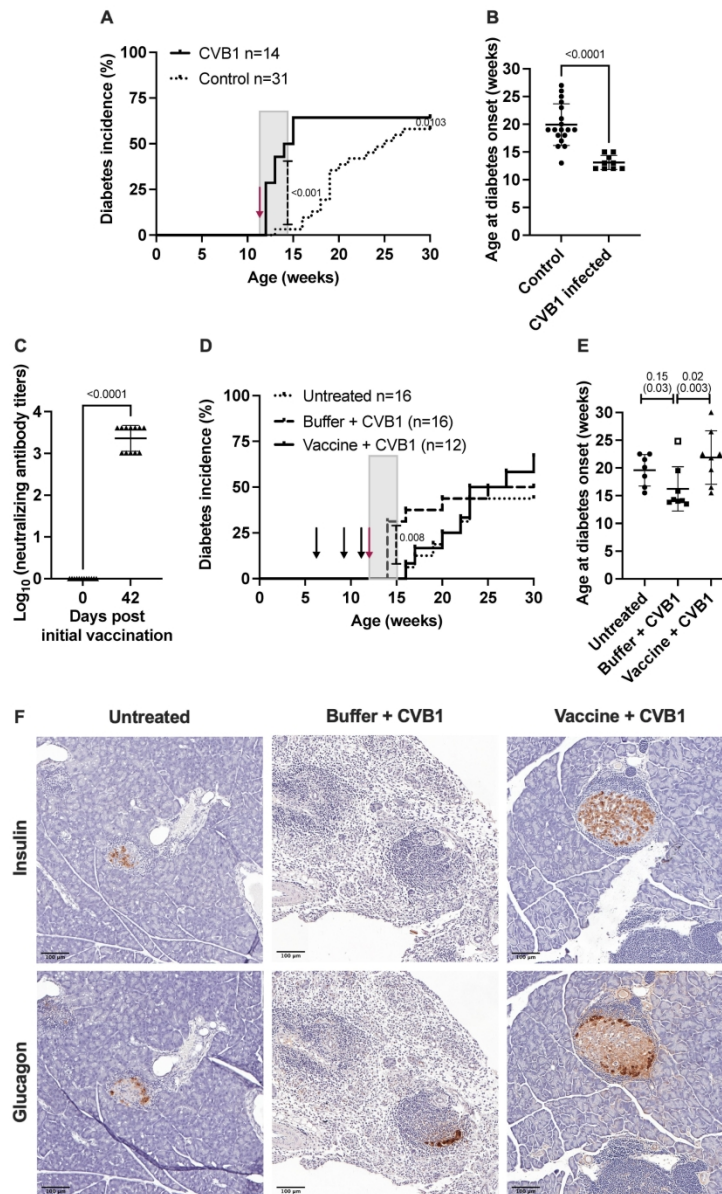 A
CVB1 n=14
Control n=31
Diabetes incidence (%)
100
75
50
25
0
0.0103
<0.001
0 5 10 15 20 25 30
Age (weeks)
B
<0.0001
Age at diabetes onset (weeks)
30
25
20
15
10
5
0
Control
CVB1 infected
C
<0.0001
Log10 (neutralizing antibody titers)
4
3
2
1
0
0 42
Days post
initial vaccination
D
Untreated n=16
Buffer + CVB1 (n=16)
Vaccine + CVB1 (n=12)
Diabetes incidence (%)
100
50
0
0.008
0 5 10 15 20 25 30
Age (weeks)
E
0.15 0.02
(0.03) (0.003)
Age at diabetes onset (weeks)
30
25
20
15
10
5
0
Untreated
Buffer + CVB1
Vaccine + CVB1
F
Untreated Buffer + CVB1 Vaccine + CVB1
Insulin
100 µm 100 µm 100 µm
Glucagon
100 µm 100 µm 100 µm